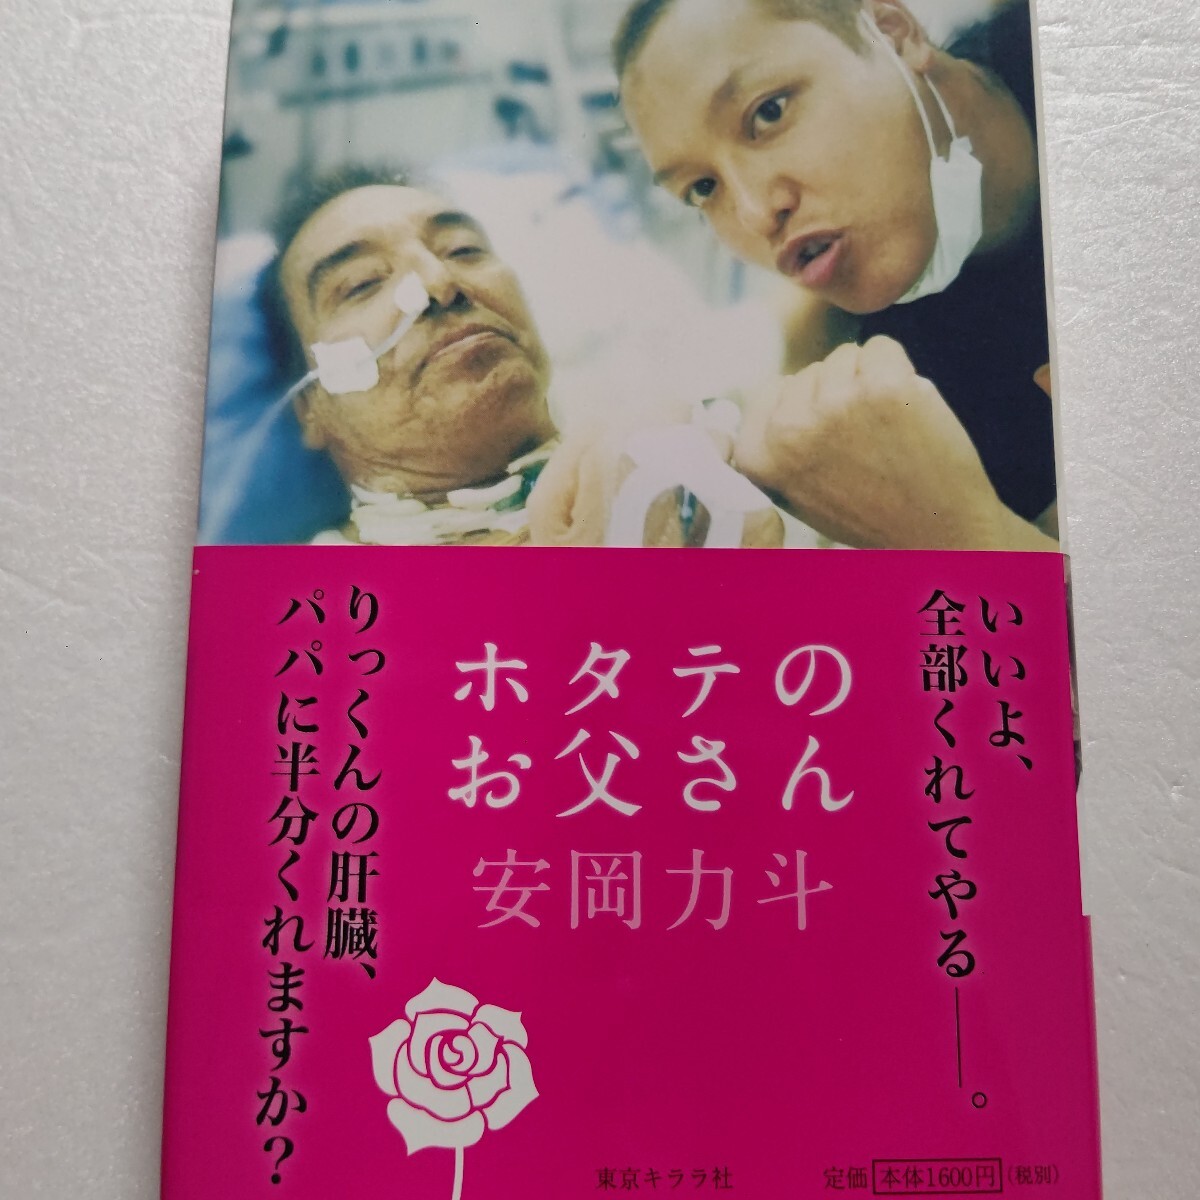 いいよ、
全部くれてやる——。
ホタテの
お父さん
安岡力斗
りっくんの肝臓、
パパに半分くれますか？
東京キララ社
定価 本体1600円 (税別)